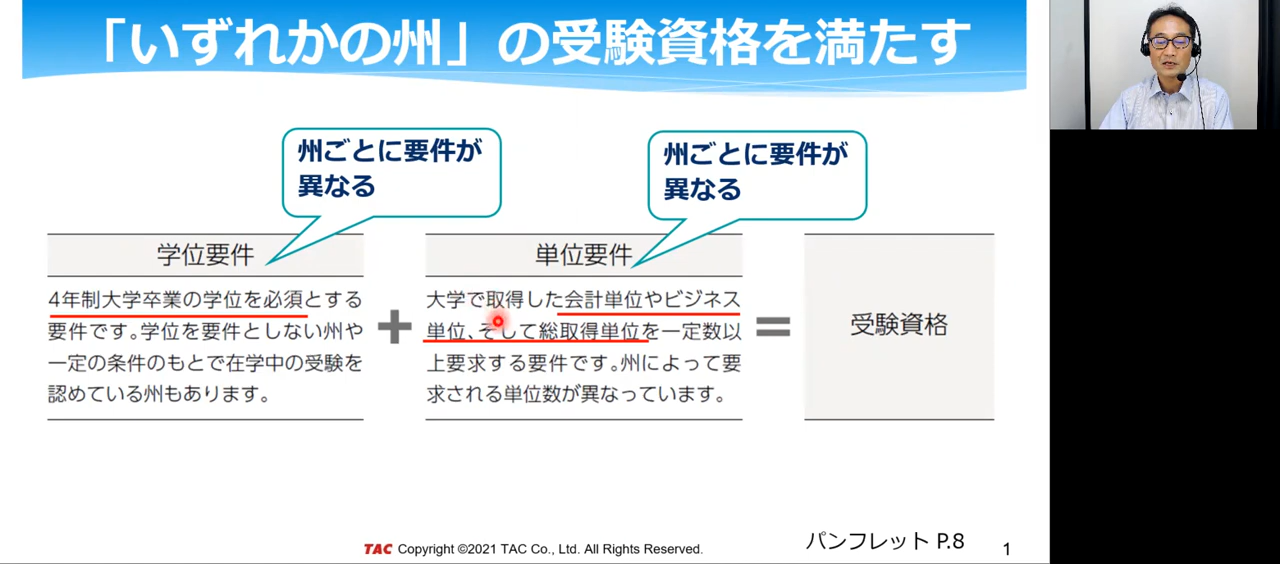 「いずれかの州」の受験資格を満たす
州ごとに要件が
異なる
州ごとに要件が
異なる
学位要件
4年制大学卒業の学位を必須とする
要件です。学位を要件としない州や
一定の条件のもとで在学中の受験を
認めている州もあります。
+
単位要件
大学で取得した会計単位やビジネス
単位、そして総取得単位を一定数以
上要求する要件です。州によって要
求される単位数が異なっています。
=
受験資格
TAC Copyright ©2021 TAC Co., Ltd. All Rights Reserved.
パンフレット P.8
1